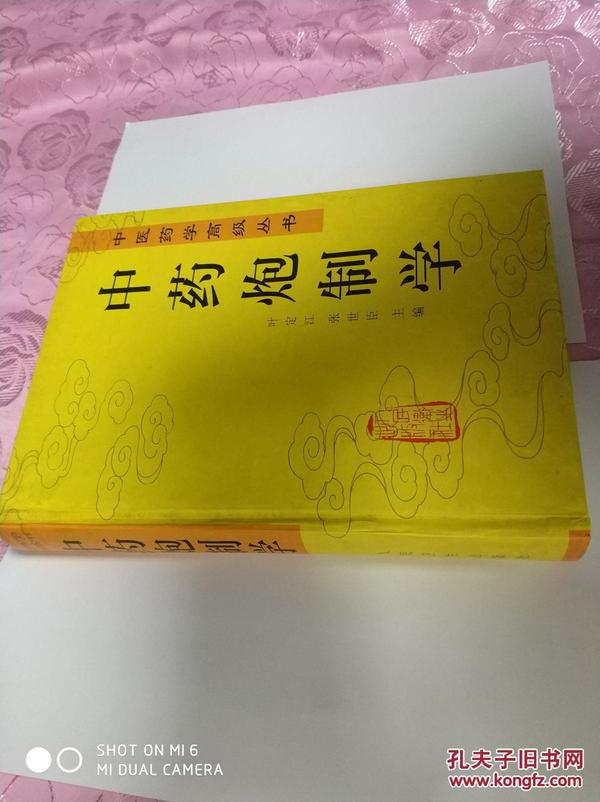 中医药学高级丛书
中药炮制学
叶定江 张世臣 主编
中药炮制学
SHOT ON MI 6
MI DUAL CAMERA
孔夫子旧书网
www.kongfz.com